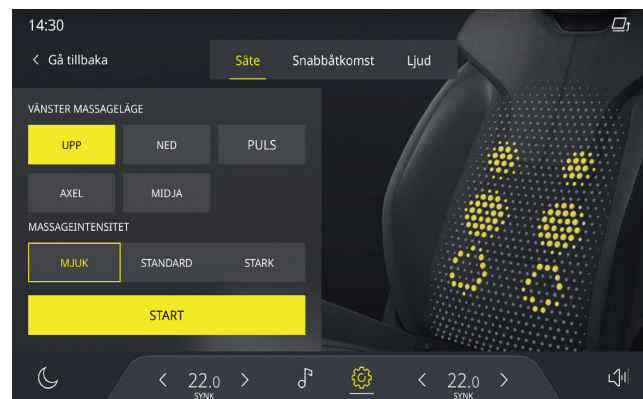 14:30
Gå tillbaka
Säte Snabbåtkomst Ljud
VÄNSTER MASSAGELÄGE
UPP NED PULS
AXEL MIDJA
MASSAGEINTENSITET
MJUK STANDARD STARK
START
22.0 22.0
SYNK SYNK